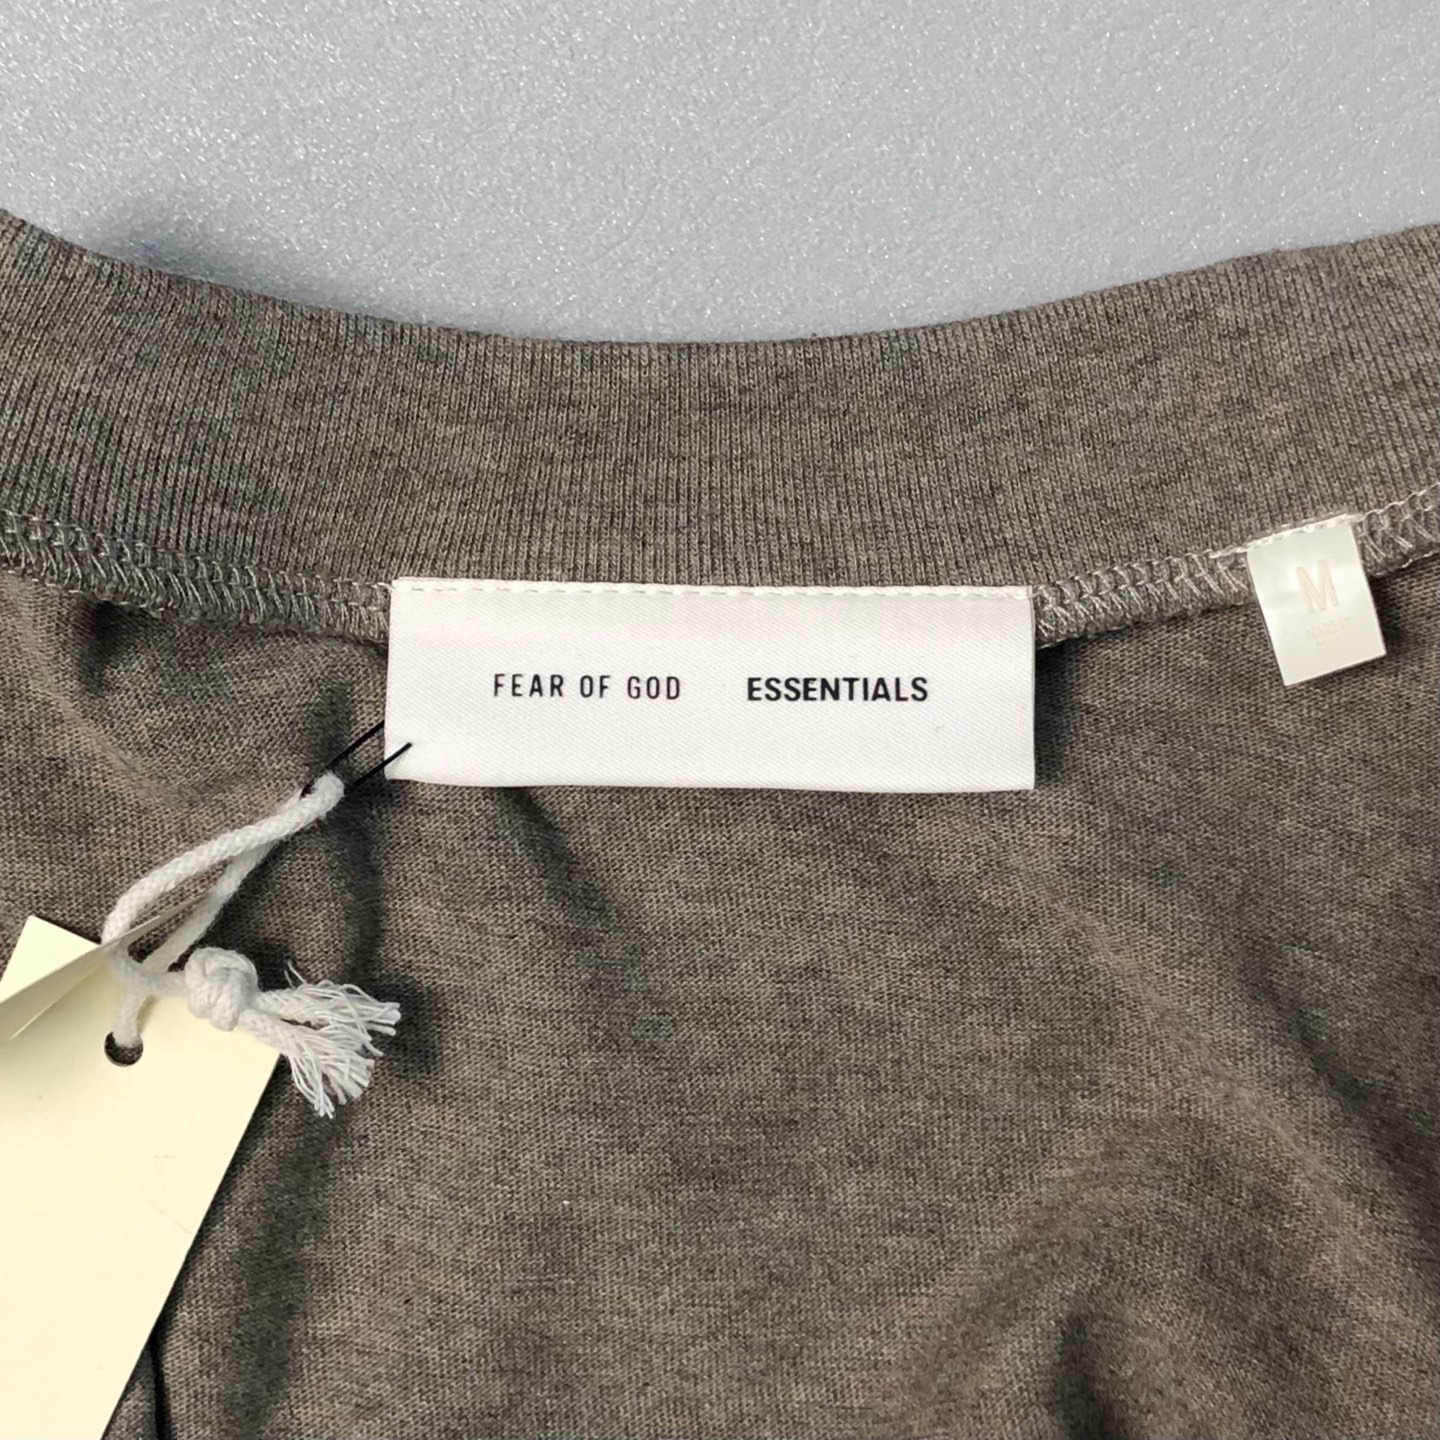 FEAR OF GOD ESSENTIALS
M